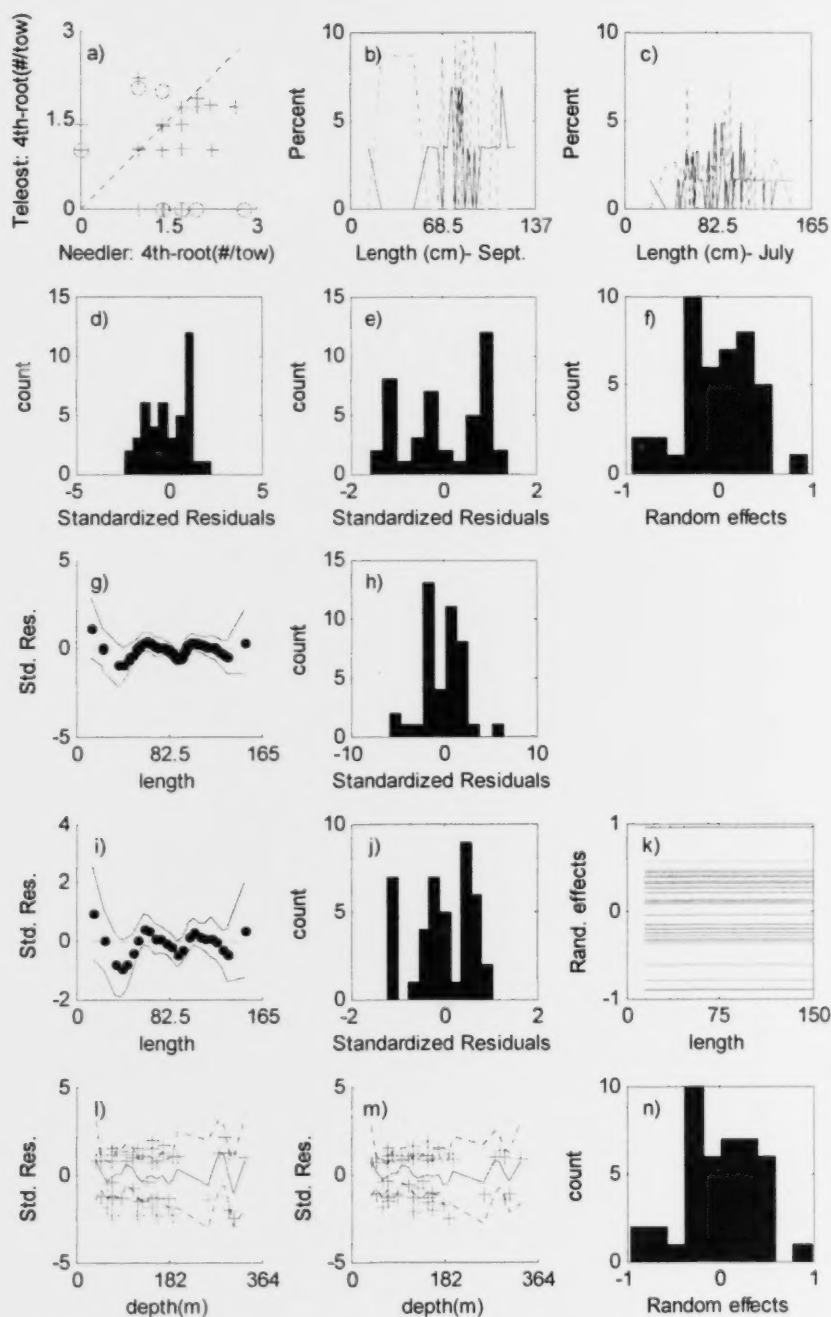 a)
Teleost: 4th-root(#/tow)
3
1.5
0
0 1.5 3
Needler: 4th-root(#/tow)
b)
Percent
10
5
0
0 68.5 137
Length (cm)- Sept.
c)
Percent
10
5
0
0 82.5 165
Length (cm)- July
d)
count
15
10
5
0
-5 0 5
Standardized Residuals
e)
count
15
10
5
0
-2 0 2
Standardized Residuals
f)
10
5
0
-1 0 1
Random effects
g)
Std. Res.
5
0
-5
0 82.5 165
length
h)
count
15
10
5
0
-10 0 10
Standardized Residuals
i)
Std. Res.
4
2
0
-2
0 82.5 165
length
j)
count
10
5
0
-2 0 2
Standardized Residuals
k)
Rand. effects
1
0
-1
0 75 150
length
l)
Std. Res.
5
0
-5
0 182 364
depth(m)
m)
Std. Res.
5
0
-5
0 182 364
depth(m)
n)
count
10
5
0
-1 0 1
Random effects